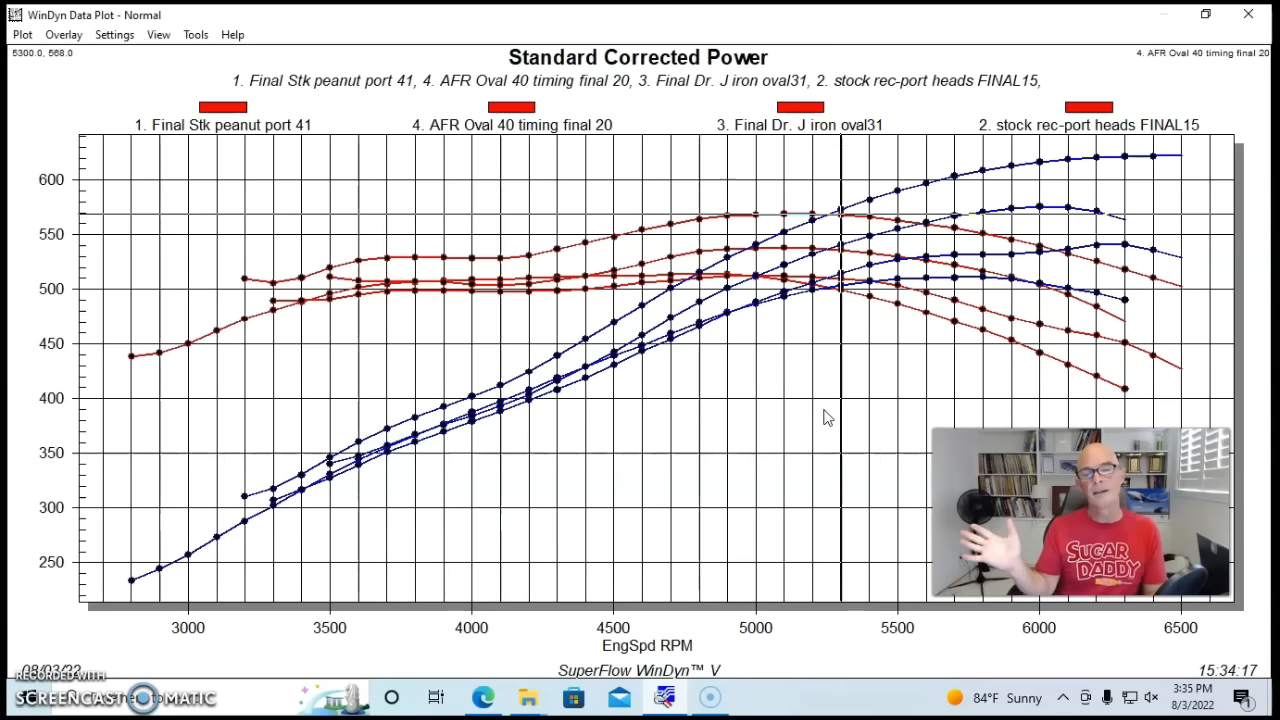 WinDyn Data Plot - Normal
Plot Overlay Settings View Tools Help
5300.0, 568.0
4. AFR Oval 40 timing final 20
Standard Corrected Power
1. Final Stk peanut port 41, 4. AFR Oval 40 timing final 20, 3. Final Dr. J iron oval31, 2. stock rec-port heads FINAL15,
1. Final Stk peanut port 41
4. AFR Oval 40 timing final 20
3. Final Dr. J iron oval31
2. stock rec-port heads FINAL15
600
550
500
450
400
350
300
250
SUGAR
DADDY
3000 3500 4000 4500 5000 5500 6000 6500
EngSpd RPM
08/03/22
SuperFlow WinDyn™ V
15:34:17
RECORDED WITH
SCREENCAST MATIC
84°F Sunny
3:35 PM
8/3/2022
1